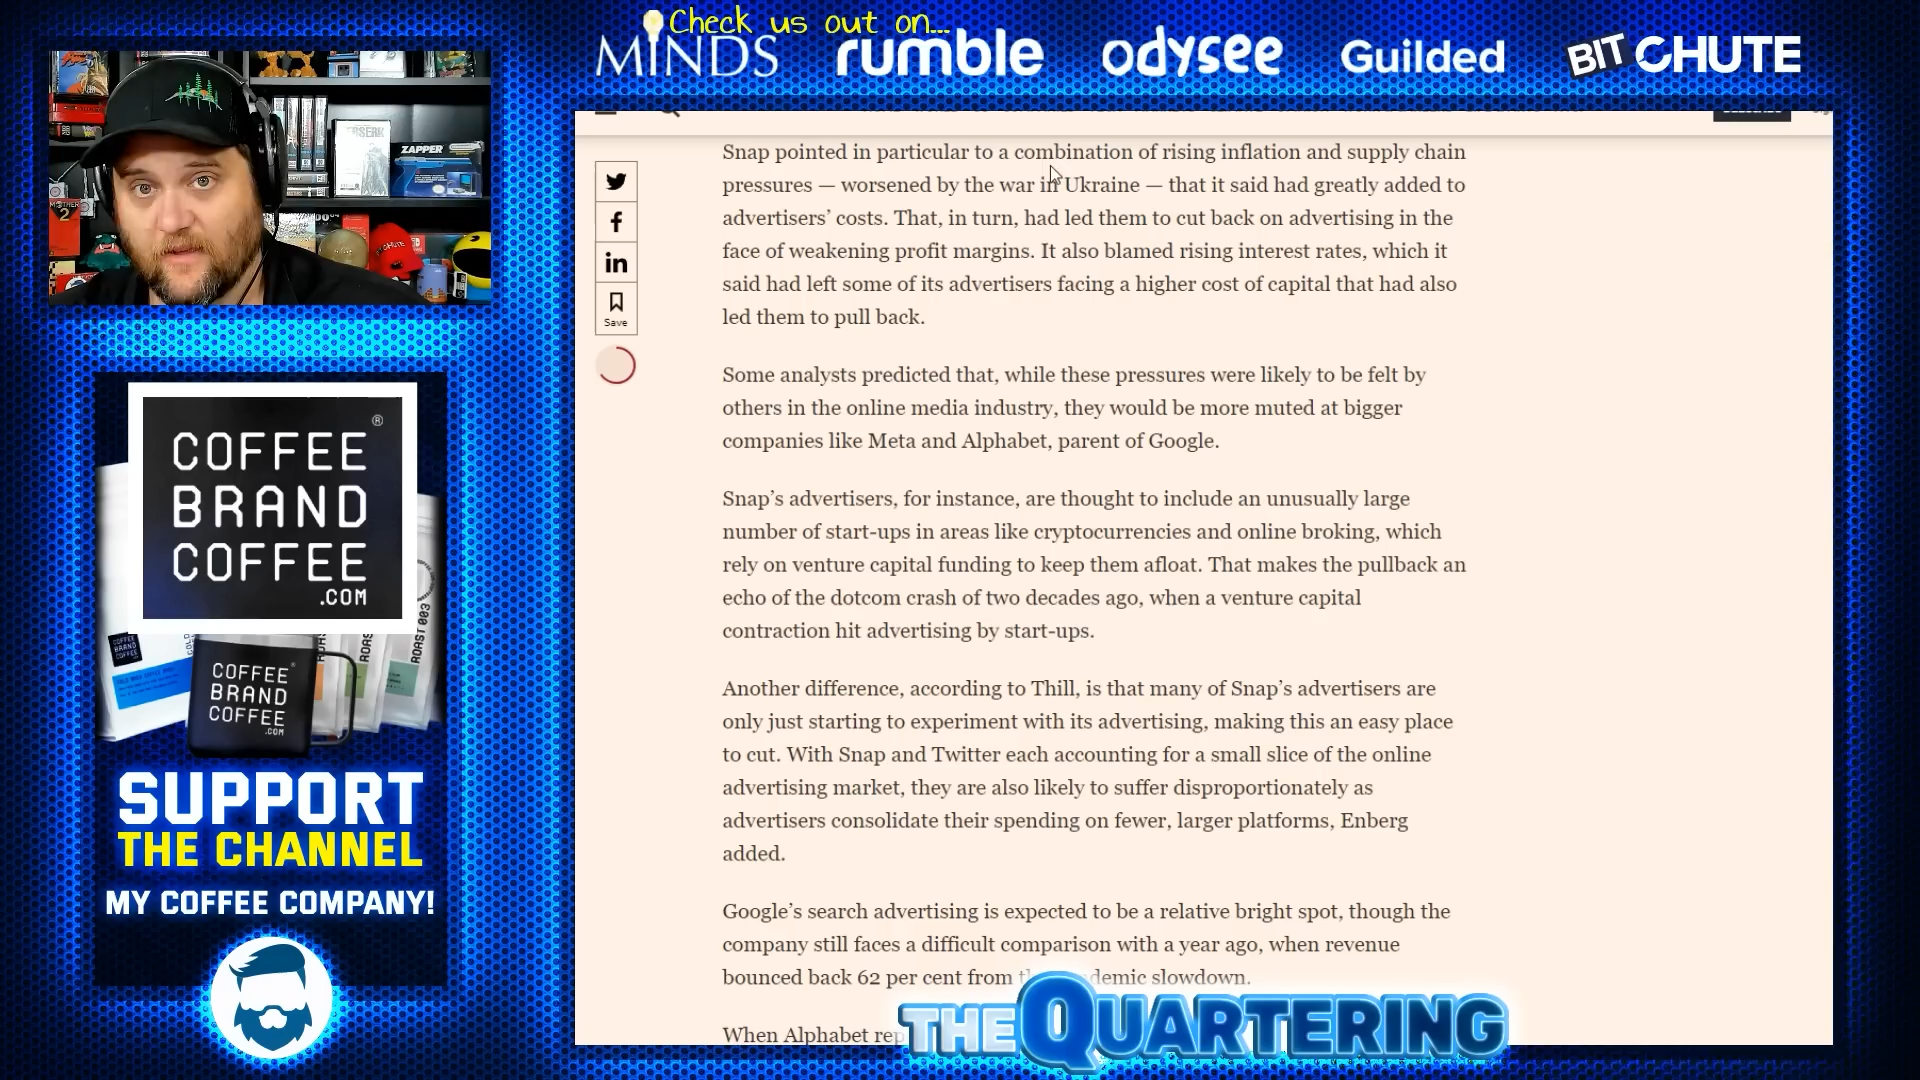 Check us out on...
MINDS
rumble
odysee
Guilded
BITCHUTE
BERSERK
ZAPPER
MOTHER
2
Save
Snap pointed in particular to a combination of rising inflation and supply chain
pressures — worsened by the war in Ukraine — that it said had greatly added to
advertisers’ costs. That, in turn, had led them to cut back on advertising in the
face of weakening profit margins. It also blamed rising interest rates, which it
said had left some of its advertisers facing a higher cost of capital that had also
led them to pull back.
Some analysts predicted that, while these pressures were likely to be felt by
others in the online media industry, they would be more muted at bigger
companies like Meta and Alphabet, parent of Google.
Snap’s advertisers, for instance, are thought to include an unusually large
number of start-ups in areas like cryptocurrencies and online broking, which
rely on venture capital funding to keep them afloat. That makes the pullback an
echo of the dotcom crash of two decades ago, when a venture capital
contraction hit advertising by start-ups.
Another difference, according to Thill, is that many of Snap’s advertisers are
only just starting to experiment with its advertising, making this an easy place
to cut. With Snap and Twitter each accounting for a small slice of the online
advertising market, they are also likely to suffer disproportionately as
advertisers consolidate their spending on fewer, larger platforms, Enberg
added.
Google’s search advertising is expected to be a relative bright spot, though the
company still faces a difficult comparison with a year ago, when revenue
bounced back 62 per cent from slowdown.
When Alphabet
COFFEE ®
BRAND
COFFEE
.COM
ROAST 003
COFFEE
BRAND
COFFEE
.COM
SUPPORT
THE CHANNEL
MY COFFEE COMPANY!
THE QUARTERING